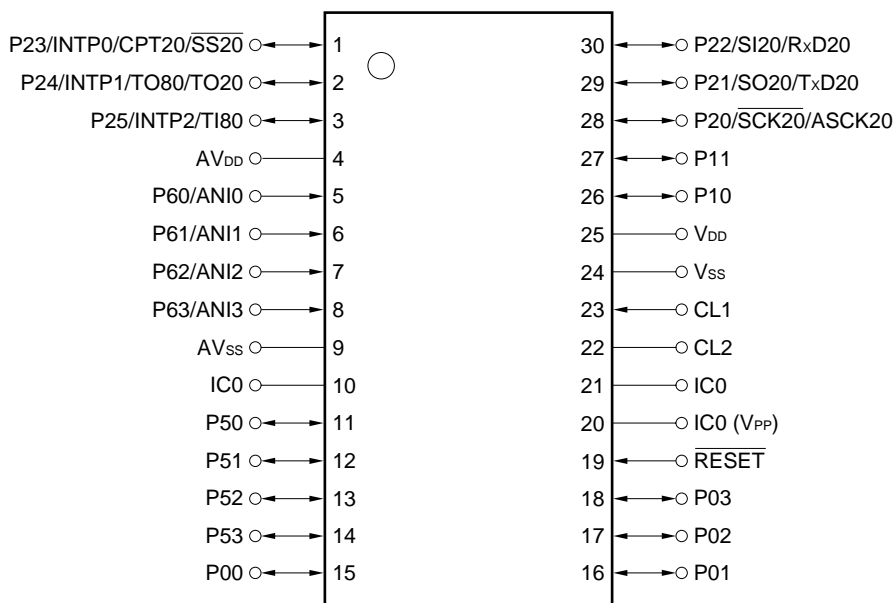 P23/INTP0/CPT20/SS20 1 30 P22/SI20/RxD20
P24/INTP1/TO80/TO20 2 29 P21/SO20/TxD20
P25/INTP2/TI80 3 28 P20/SCK20/ASCK20
AVDD 4 27 P11
P60/ANI0 5 26 P10
P61/ANI1 6 25 VDD
P62/ANI2 7 24 VSS
P63/ANI3 8 23 CL1
AVSS 9 22 CL2
IC0 10 21 IC0
P50 11 20 IC0 (VPP)
P51 12 19 RESET
P52 13 18 P03
P53 14 17 P02
P00 15 16 P01